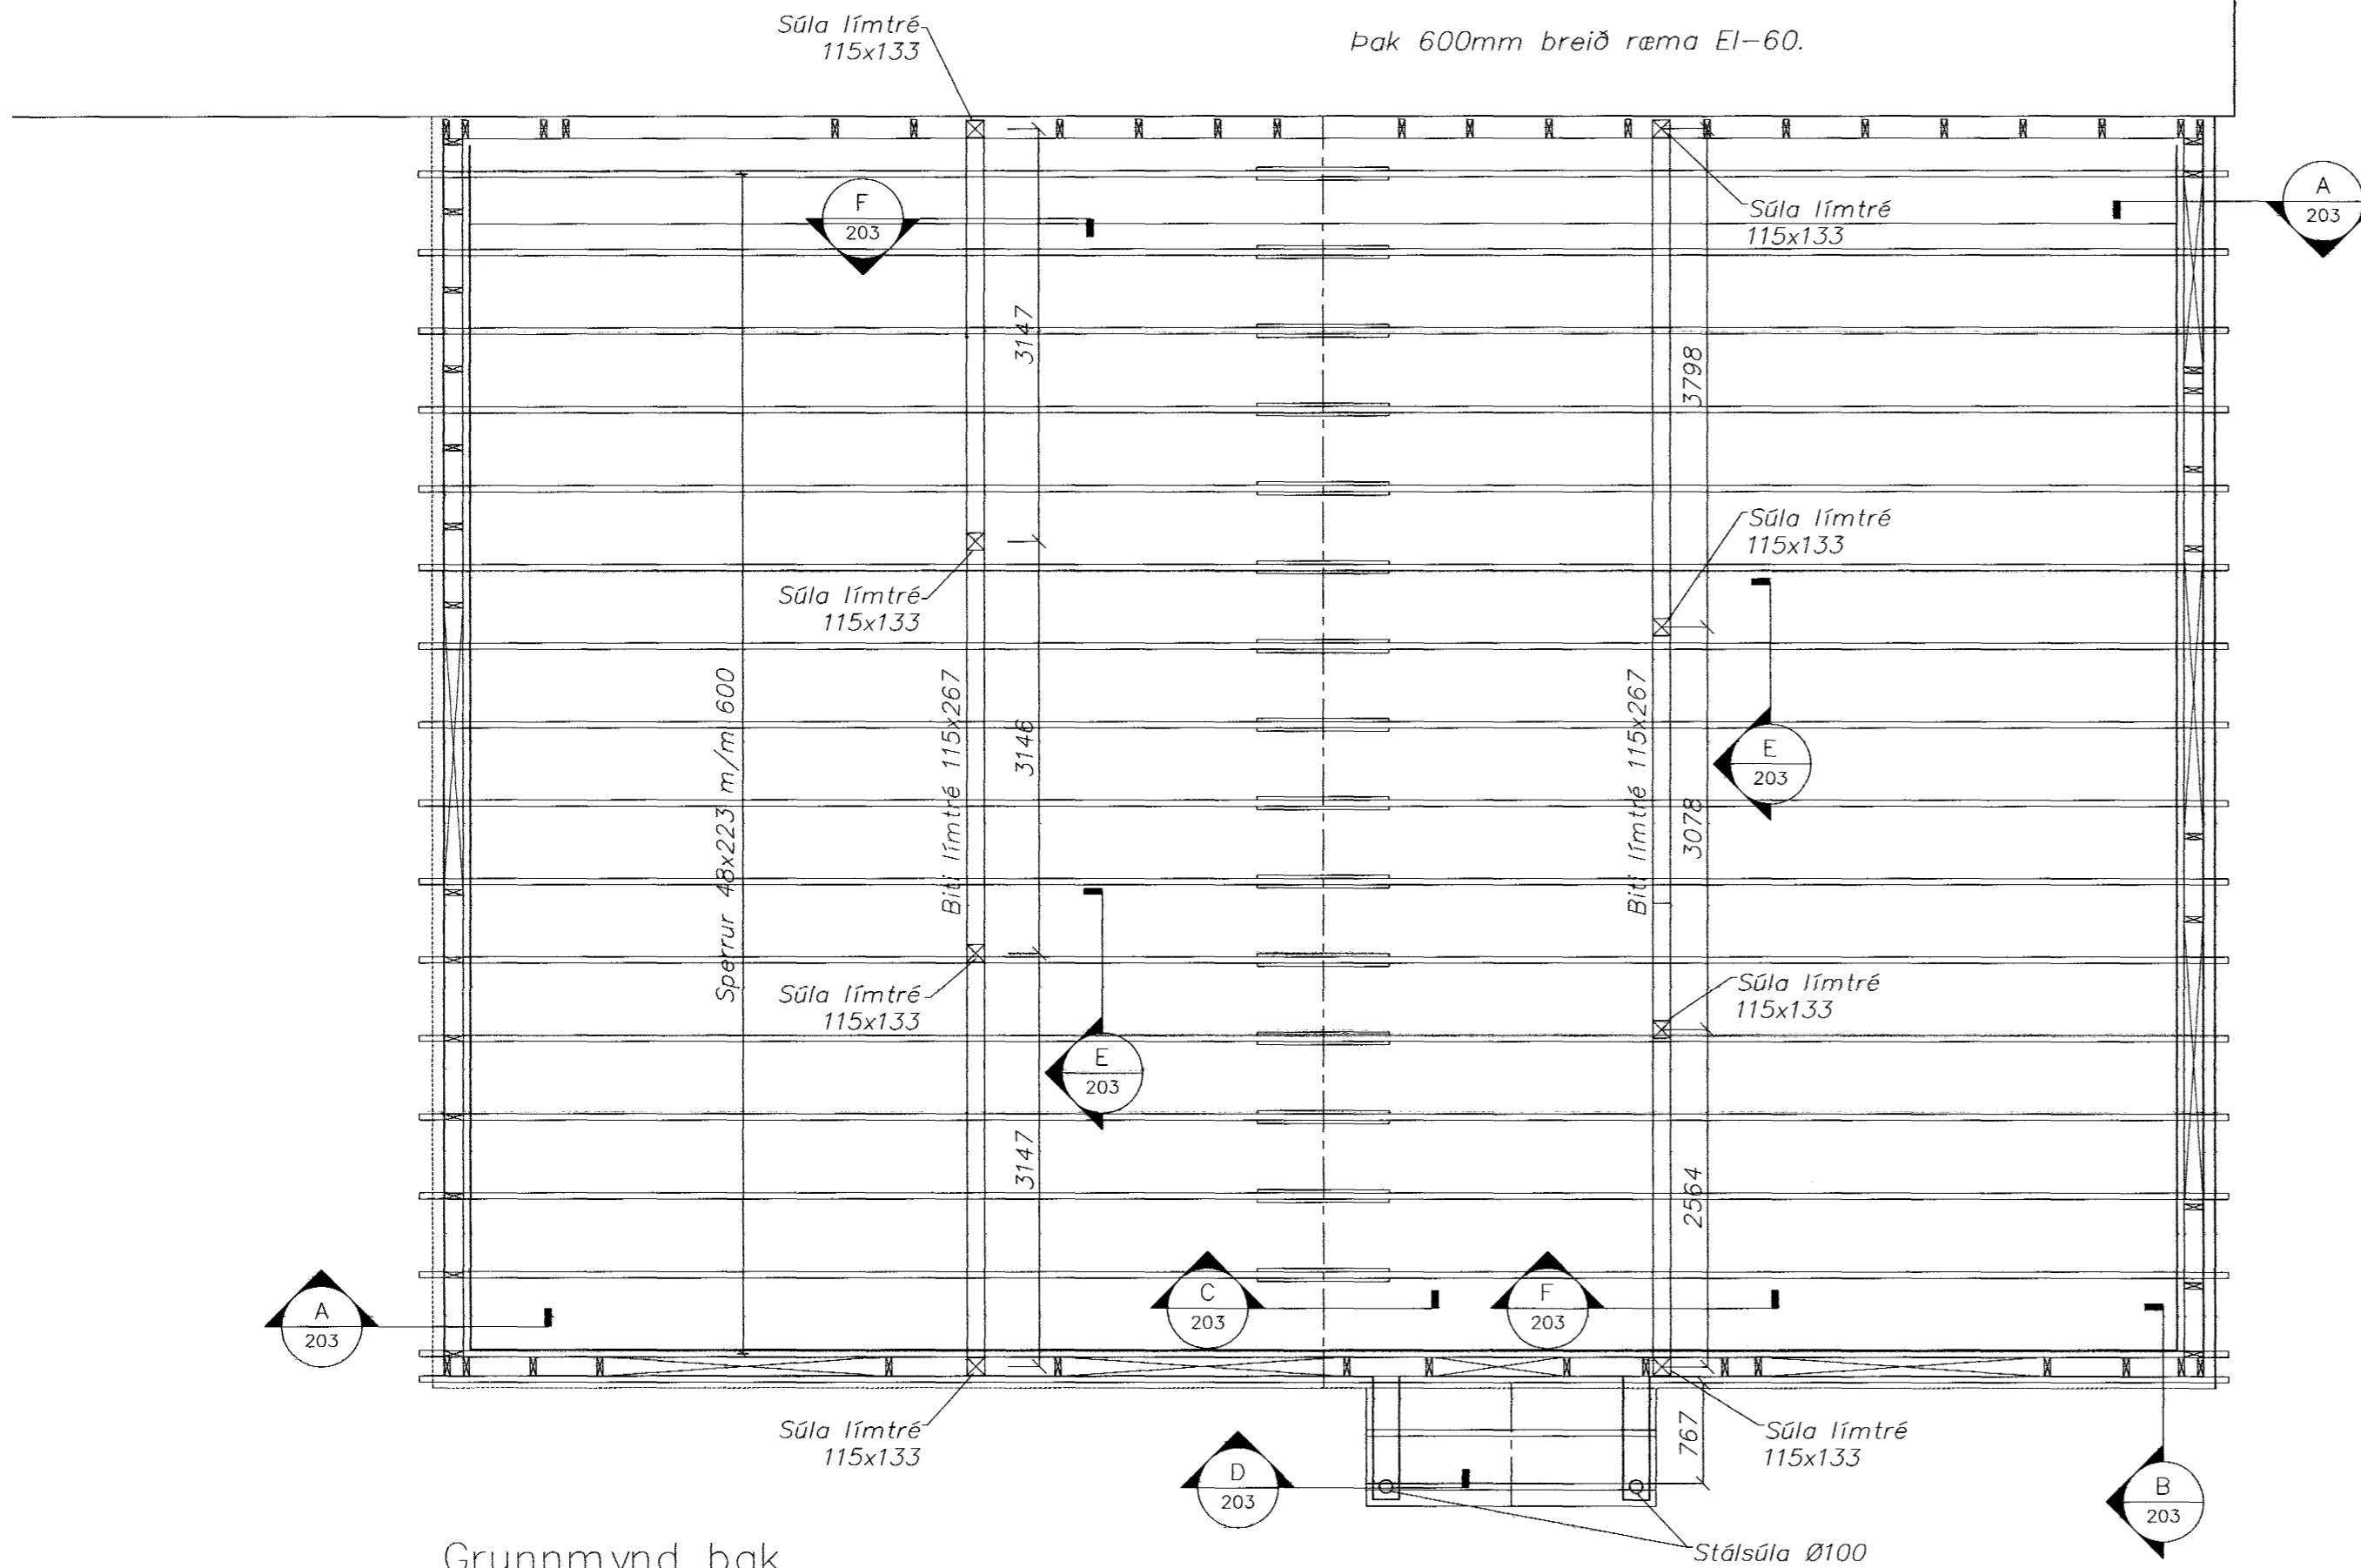 Súla límtré
115x133
Þak 600mm breið ræma EI-60.
F
203
A
203
Súla límtré
115x133
3147
3798
Súla límtré
115x133
Súla límtré
115x133
Sperrur 48x223 m/m 600
Biti límtré 115x267
3146
Biti límtré 115x267
3078
E
203
Súla límtré
115x133
Súla límtré
115x133
E
203
3147
2564
A
203
C
203
F
203
Súla límtré
115x133
767
Súla límtré
115x133
D
203
B
203
Stálsúla Ø100
Grunnmynd þak